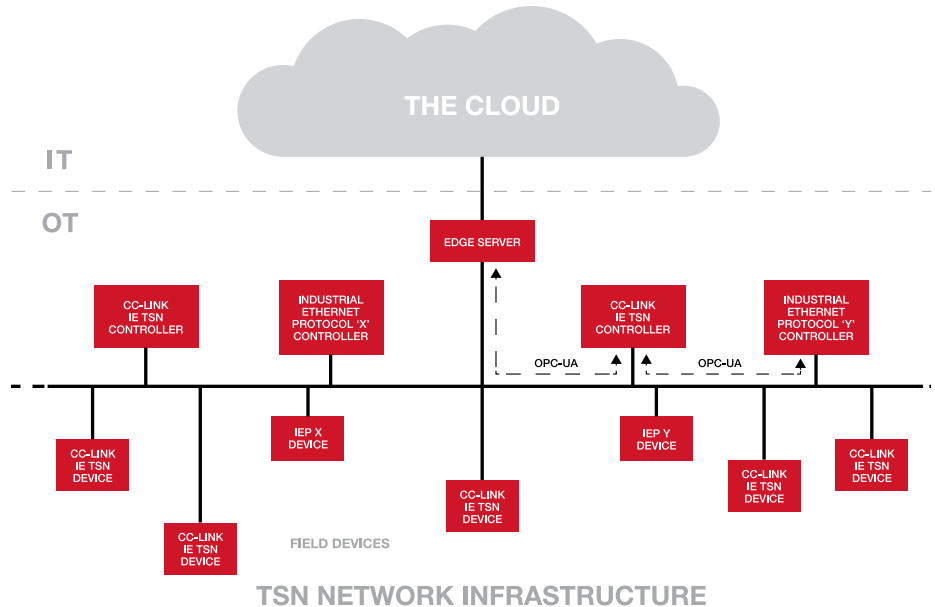 THE CLOUD
IT
OT
EDGE SERVER
CC-LINK
IE TSN
CONTROLLER
INDUSTRIAL
ETHERNET
PROTOCOL 'X'
CONTROLLER
CC-LINK
IE TSN
CONTROLLER
INDUSTRIAL
ETHERNET
PROTOCOL 'Y'
CONTROLLER
OPC-UA
OPC-UA
CC-LINK
IE TSN
DEVICE
CC-LINK
IE TSN
DEVICE
IEP X
DEVICE
CC-LINK
IE TSN
DEVICE
IEP Y
DEVICE
CC-LINK
IE TSN
DEVICE
CC-LINK
IE TSN
DEVICE
FIELD DEVICES
TSN NETWORK INFRASTRUCTURE